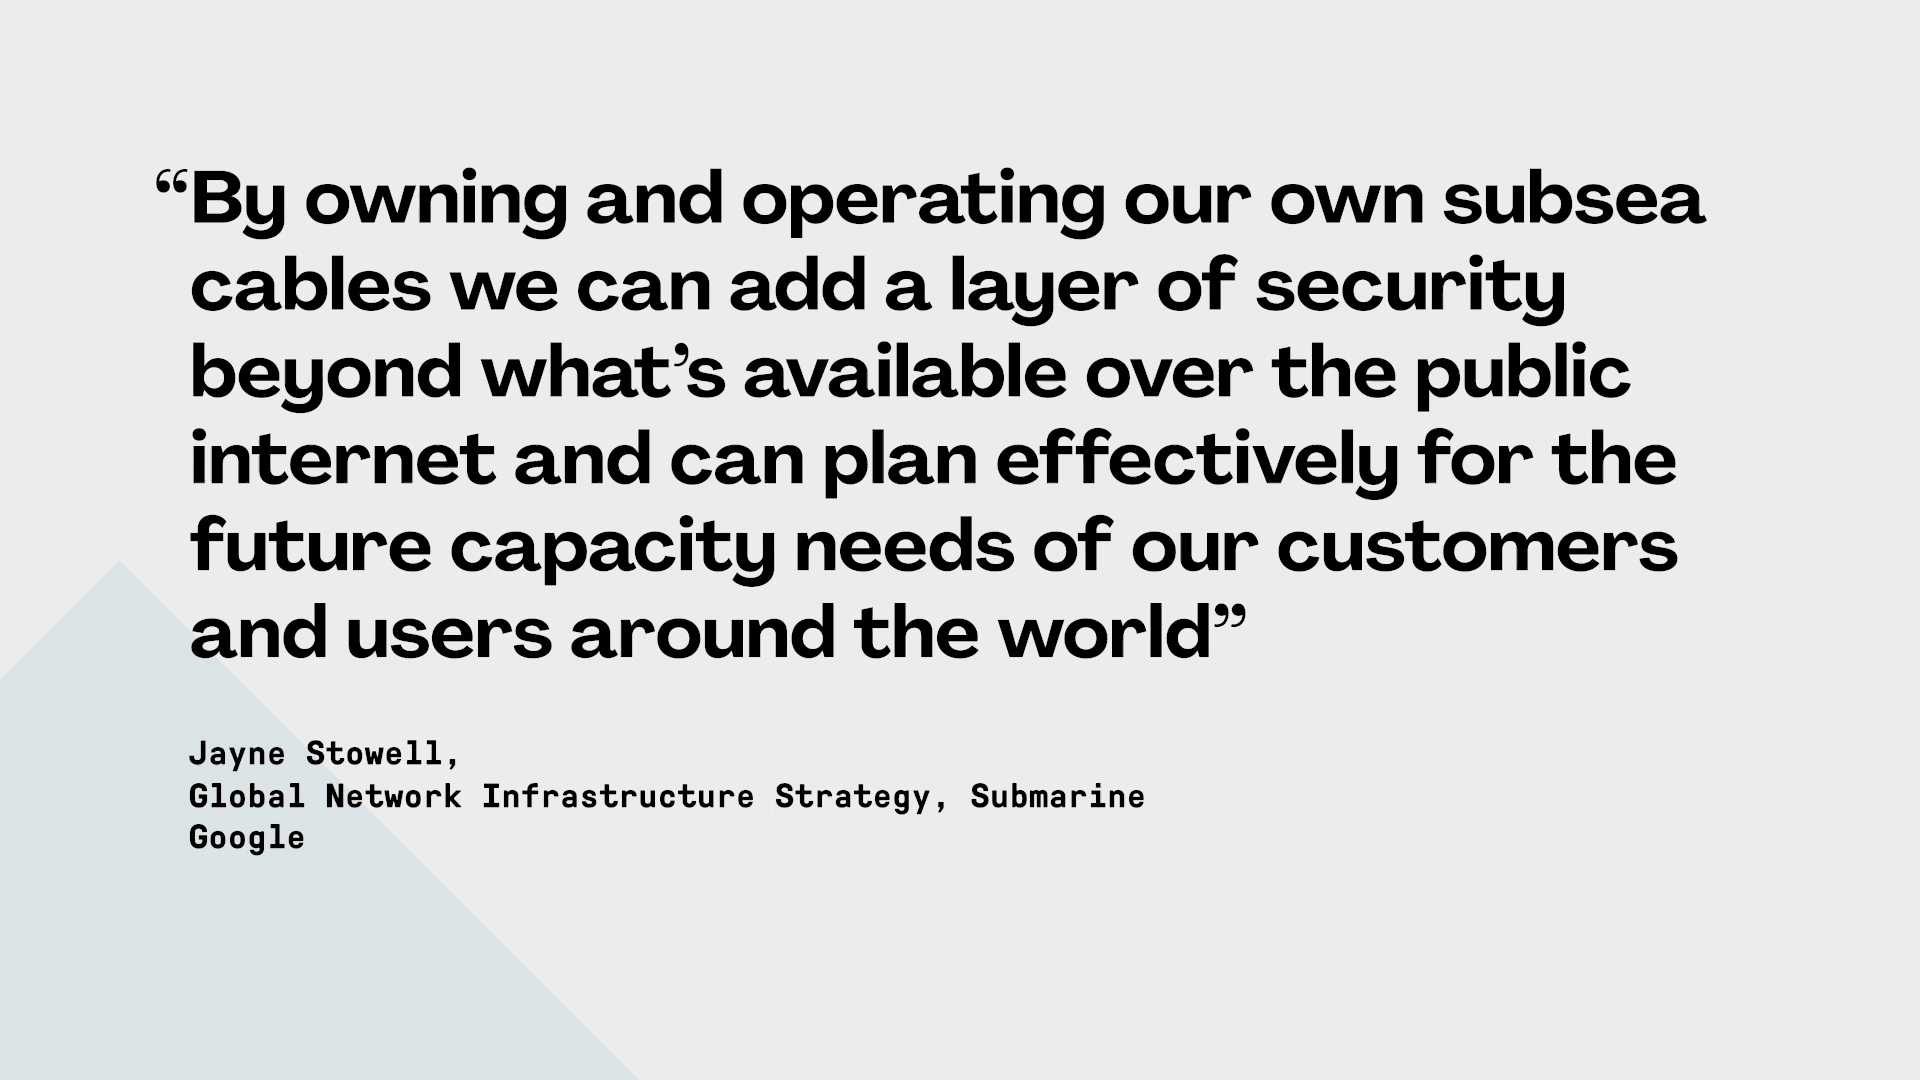 “By owning and operating our own subsea
cables we can add a layer of security
beyond what’s available over the public
internet and can plan effectively for the
future capacity needs of our customers
and users around the world”
Jayne Stowell,
Global Network Infrastructure Strategy, Submarine
Google